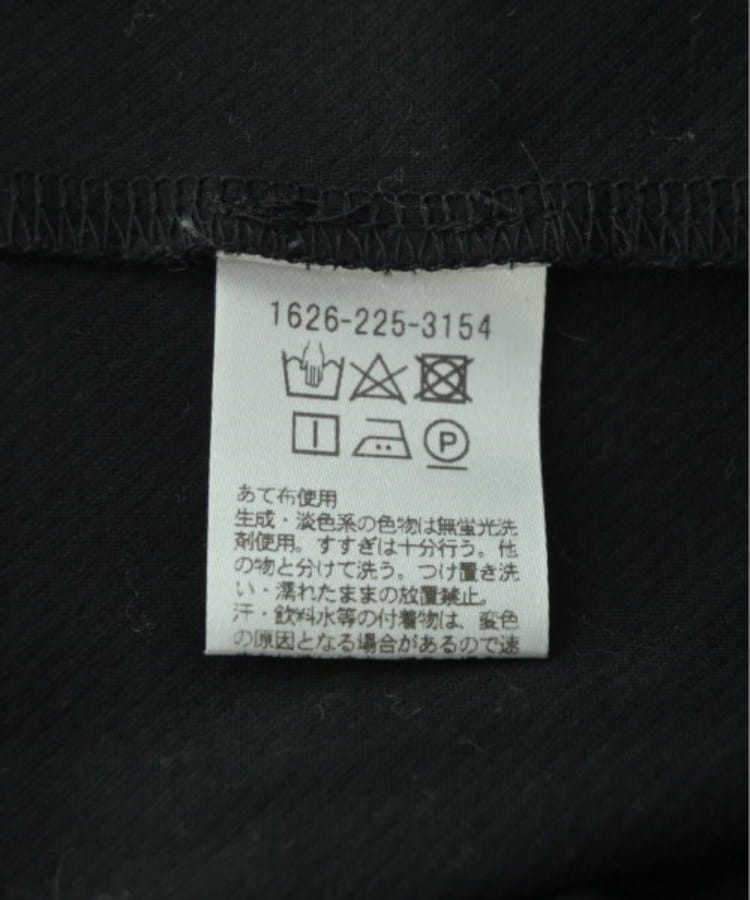 1626-225-3154
P
あて布使用
生成・淡色系の色物は無蛍光洗
剤使用。すすぎは十分行う。他
の物と分けて洗う。つけ置き洗
い・濡れたままの放置禁止。
汗・飲料水等の付着物は、変色
の原因となる場合があるので速